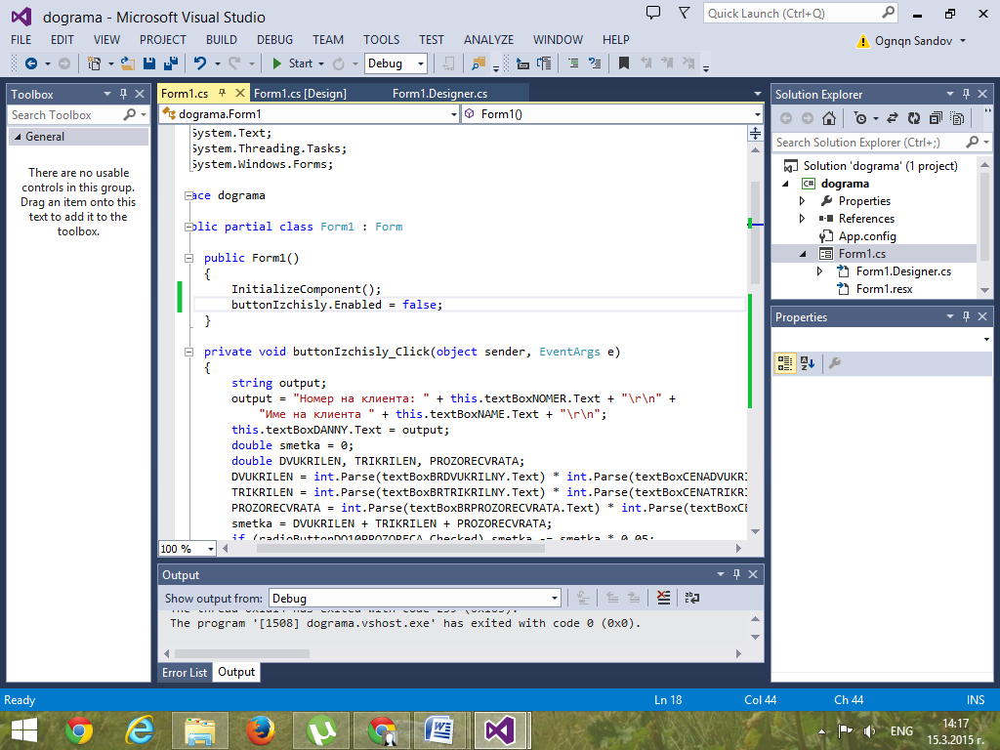 dograma - Microsoft Visual Studio
Quick Launch (Ctrl+Q)
FILE EDIT VIEW PROJECT BUILD DEBUG TEAM TOOLS TEST ANALYZE WINDOW HELP
Ognqn Sandov
Start Debug
Toolbox
Search Toolbox
General
There are no usable
controls in this group.
Drag an item onto this
text to add it to the
toolbox.
Form1.cs Form1.cs [Design] Form1.Designer.cs
dograma.Form1 Form1()
System.Text;
System.Threading.Tasks;
System.Windows.Forms;
ace dograma
blic partial class Form1 : Form
public Form1()
{
InitializeComponent();
buttonIzchisly.Enabled = false;
}
private void buttonIzchisly_Click(object sender, EventArgs e)
{
string output;
output = "Номер на клиента: " + this.textBoxNOMER.Text + "\r\n" +
"Име на клиента " + this.textBoxNAME.Text + "\r\n";
this.textBoxDANNY.Text = output;
double smetka = 0;
double DVUKRILEN, TRIKRILEN, PROZORECVRATA;
DVUKRILEN = int.Parse(textBoxBRDVUKRILNY.Text) * int.Parse(textBoxCENADVUKRI
TRIKRILEN = int.Parse(textBoxBRTRIKRILNY.Text) * int.Parse(textBoxCENATRIKRI
PROZORECVRATA = int.Parse(textBoxBRPROZORECVRATA.Text) * int.Parse(textBoxCE
smetka = DVUKRILEN + TRIKRILEN + PROZORECVRATA;
if (radioButtonDO10PROZORECA.Checked) smetka -= smetka * 0.05;
100 %
Output
Show output from: Debug
The program '[1508] dograma.vshost.exe' has exited with code 0 (0x0).
Error List Output
Solution Explorer
Search Solution Explorer (Ctrl+;)
Solution 'dograma' (1 project)
dograma
Properties
References
App.config
Form1.cs
Form1.Designer.cs
Form1.resx
Properties
Ready Ln 18 Col 44 Ch 44 INS
ENG
14:17
15.3.2015 г.